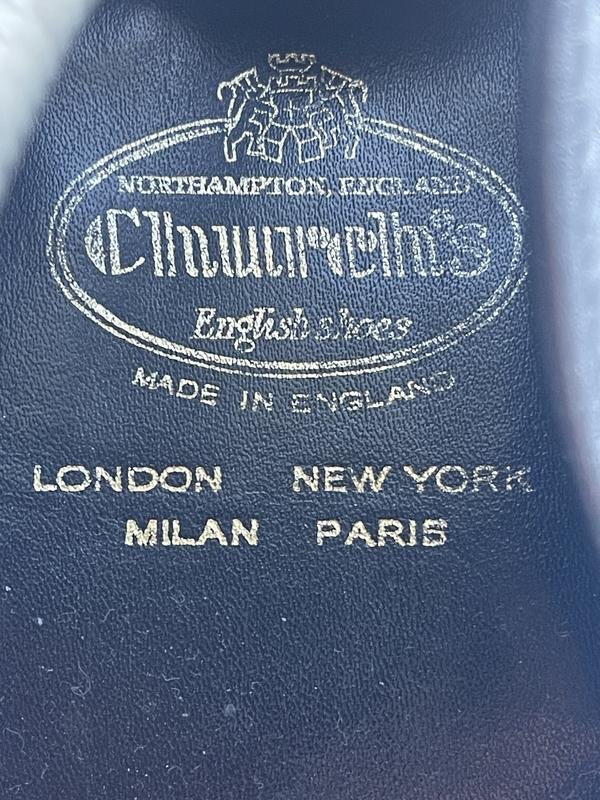 NORTHAMPTON, ENGLAND
Church's
English shoes
MADE IN ENGLAND
LONDON NEW YORK
MILAN PARIS